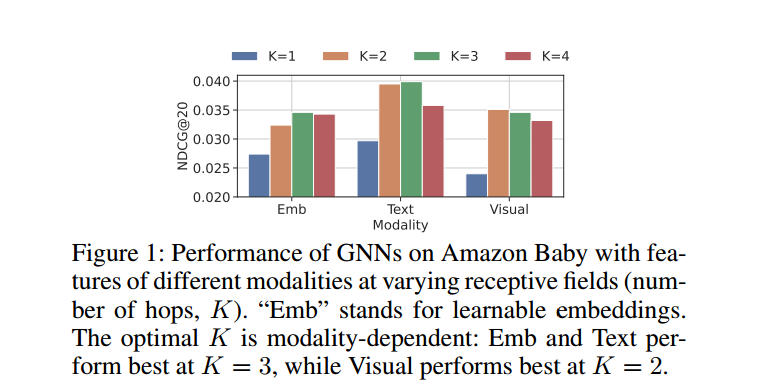 K=1 K=2 K=3 K=4
NDCG@20
0.040
0.035
0.030
0.025
0.020
Emb Text Visual
Modality
Figure 1: Performance of GNNs on Amazon Baby with fea-
tures of different modalities at varying receptive fields (num-
ber of hops, K). “Emb” stands for learnable embeddings.
The optimal K is modality-dependent: Emb and Text per-
form best at K = 3, while Visual performs best at K = 2.